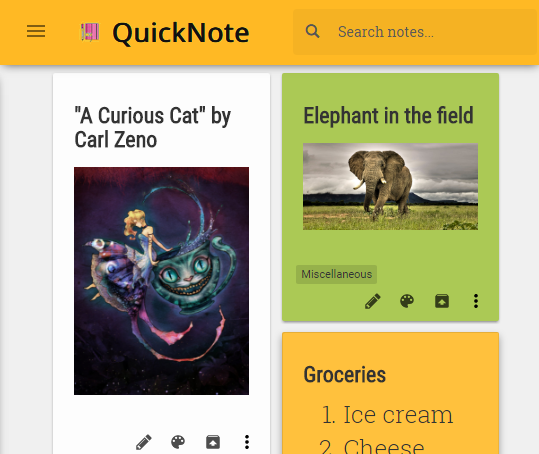 QuickNote
Search notes...
"A Curious Cat" by
Carl Zeno
Elephant in the field
Miscellaneous
Groceries
1. Ice cream
2. Cheese